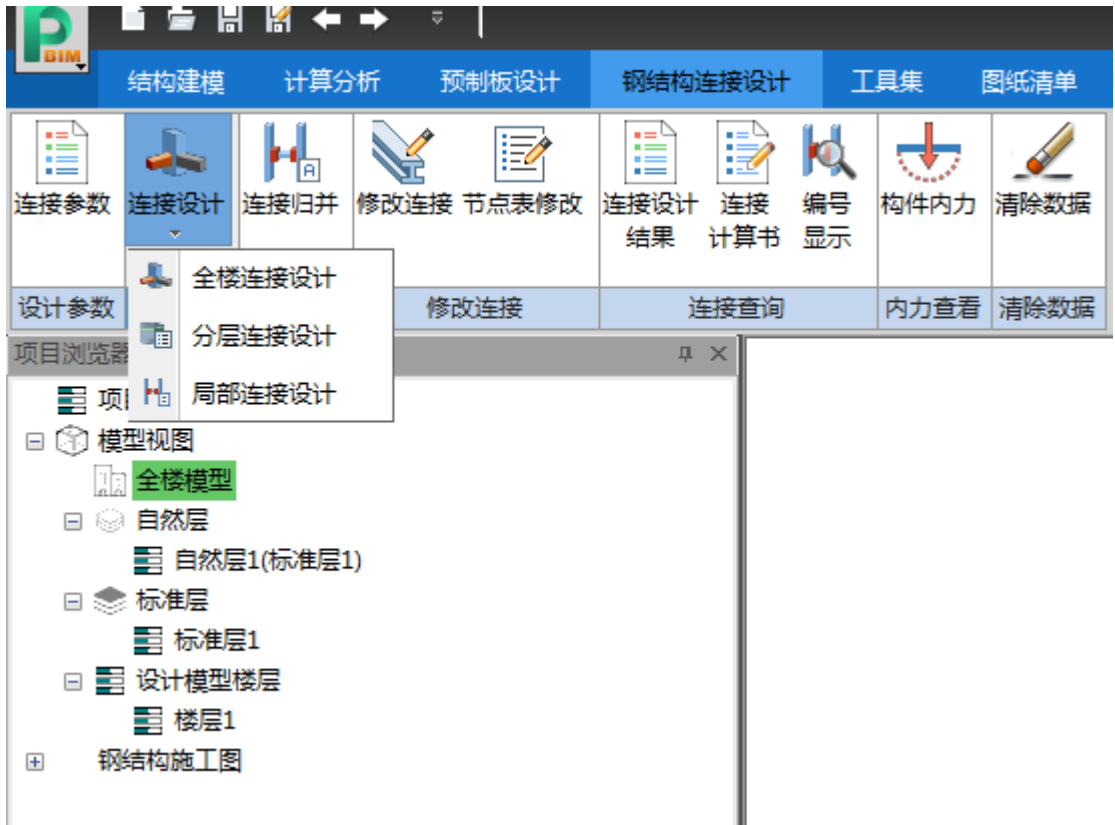 BIM
结构建模 计算分析 预制板设计 钢结构连接设计 工具集 图纸清单
连接参数 连接设计 连接归并 修改连接 节点表修改 连接设计结果 连接计算书 编号显示 构件内力 清除数据
全楼连接设计
分层连接设计
局部连接设计
设计参数 修改连接 连接查询 内力查看 清除数据
项目浏览器
项
模型视图
全楼模型
自然层
自然层1(标准层1)
标准层
标准层1
设计模型楼层
楼层1
钢结构施工图